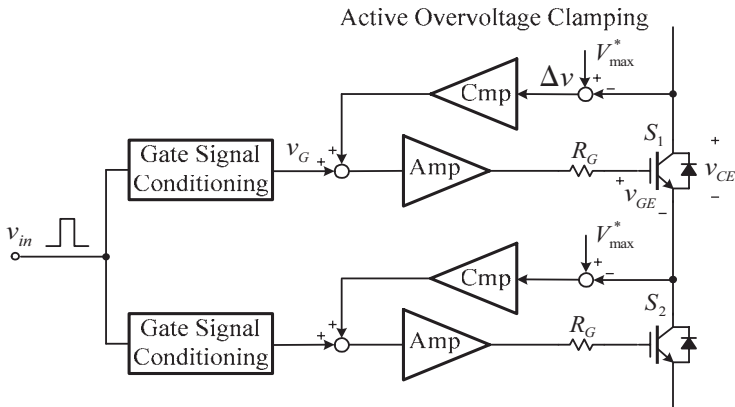 Active Overvoltage Clamping
V*max
Δv
+
−
Cmp
Gate Signal
Conditioning
vG
+
+
Amp
RG
S1
+
vGE
−
+
vCE
−
vin
V*max
+
−
Cmp
Gate Signal
Conditioning
+
+
Amp
RG
S2